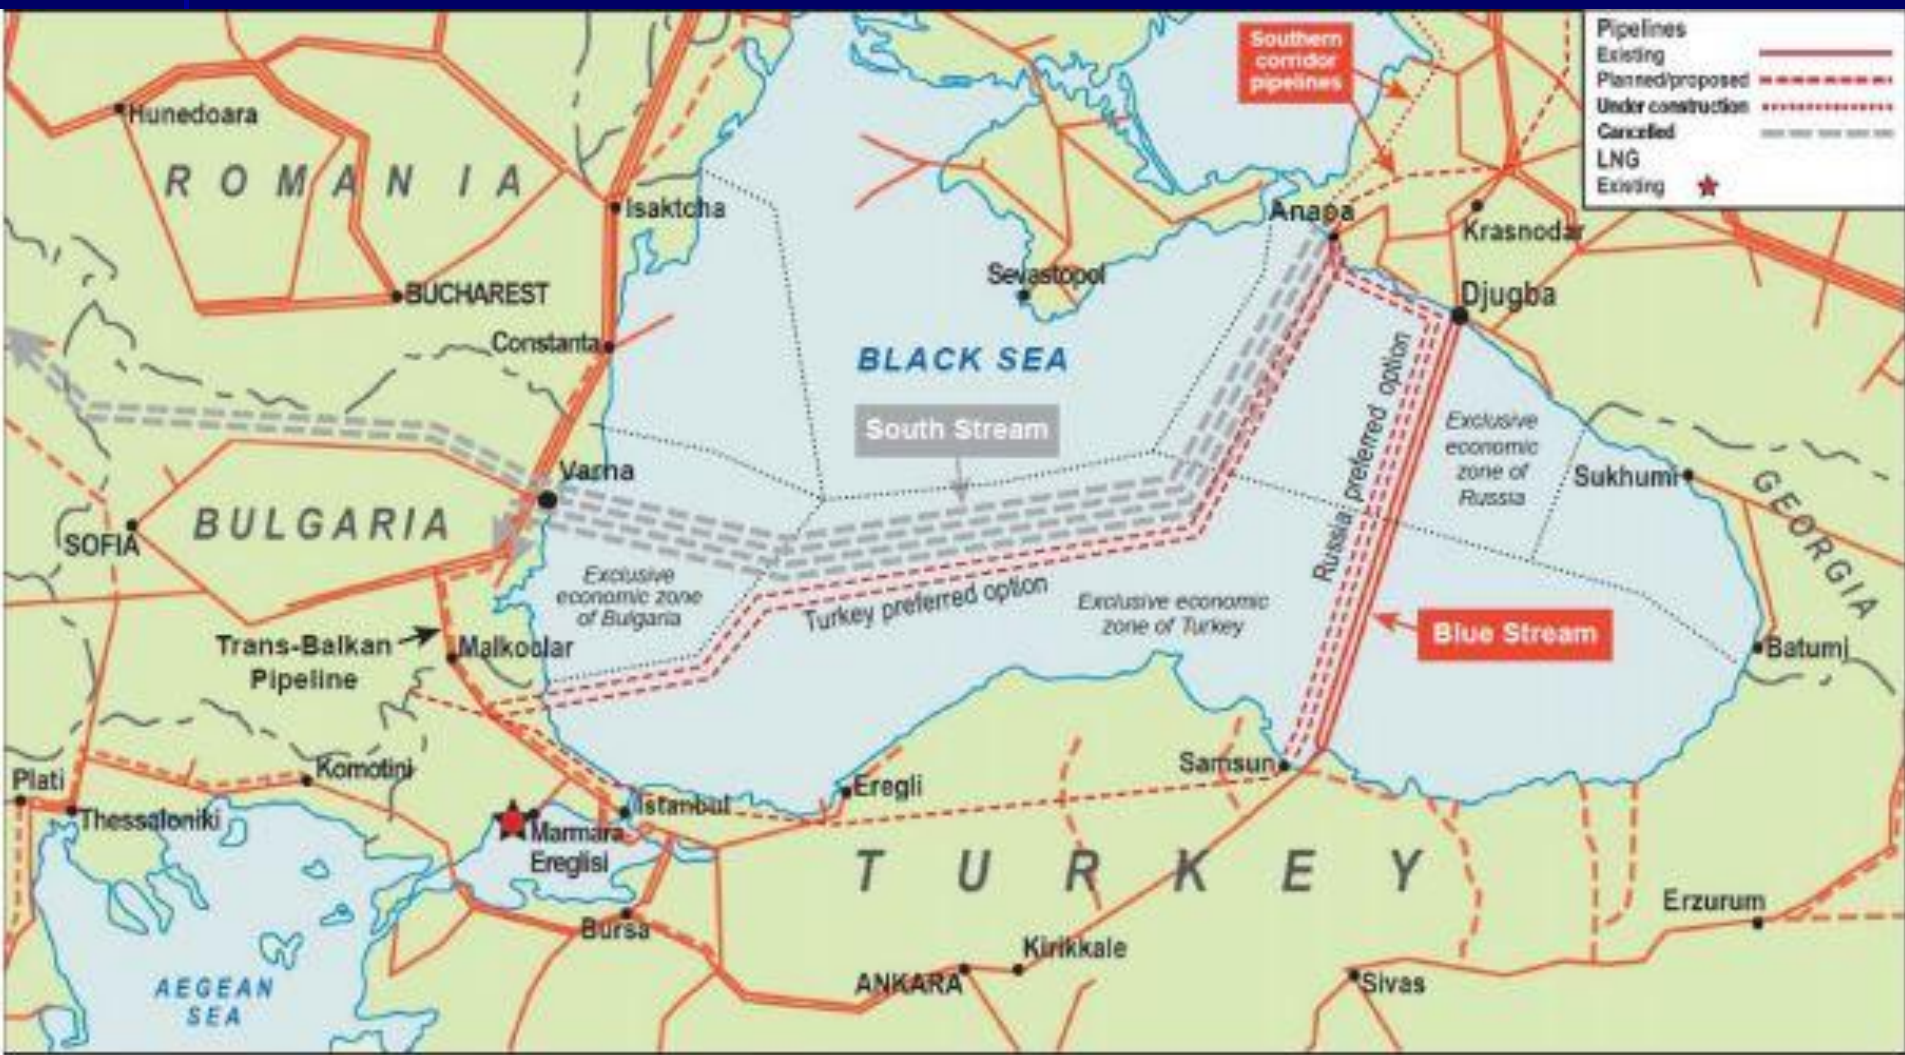 Pipelines
Existing
Planned/proposed
Under construction
Cancelled
LNG
Existing
Southern
corridor
pipelines
Hunedoara
ROMANIA
Isaktcha
Anapa
Krasnodar
Sevastopol
BUCHAREST
Djugba
Constanta
BLACK SEA
South Stream
Russia preferred option
Exclusive
economic
zone of
Russia
Varna
Sukhumi
GEORGIA
BULGARIA
SOFIA
Exclusive
economic zone
of Bulgaria
Turkey preferred option
Exclusive economic
zone of Turkey
Blue Stream
Trans-Balkan
Pipeline
Malkoclar
Batumi
Plati
Komotini
Samsun
Eregli
Thessaloniki
Istanbul
Marmara
Ereglisi
TURKEY
Erzurum
Bursa
Kirikkale
ANKARA
Sivas
AEGEAN
SEA